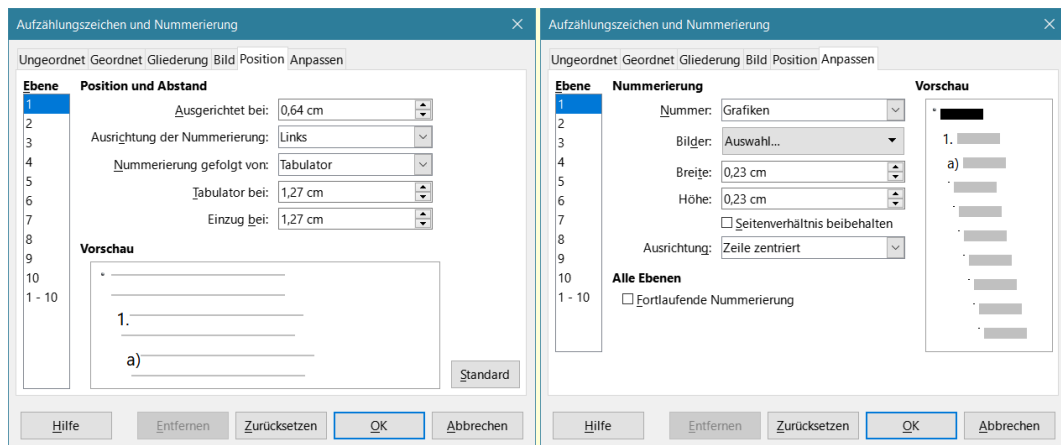 Aufzählungszeichen und Nummerierung
Ungeordnet Geordnet Gliederung Bild Position Anpassen
Ebene
1
2
3
4
5
6
7
8
9
10
1 - 10
Position und Abstand
Ausgerichtet bei: 0,64 cm
Ausrichtung der Nummerierung: Links
Nummerierung gefolgt von: Tabulator
Tabulator bei: 1,27 cm
Einzug bei: 1,27 cm
Vorschau
1.
a)
Standard
Hilfe Entfernen Zurücksetzen OK Abbrechen
Aufzählungszeichen und Nummerierung
Ungeordnet Geordnet Gliederung Bild Position Anpassen
Ebene
1
2
3
4
5
6
7
8
9
10
1 - 10
Nummerierung
Nummer: Grafiken
Bilder: Auswahl...
Breite: 0,23 cm
Höhe: 0,23 cm
Seitenverhältnis beibehalten
Ausrichtung: Zeile zentriert
Alle Ebenen
Fortlaufende Nummerierung
Vorschau
1.
a)
Hilfe Entfernen Zurücksetzen OK Abbrechen